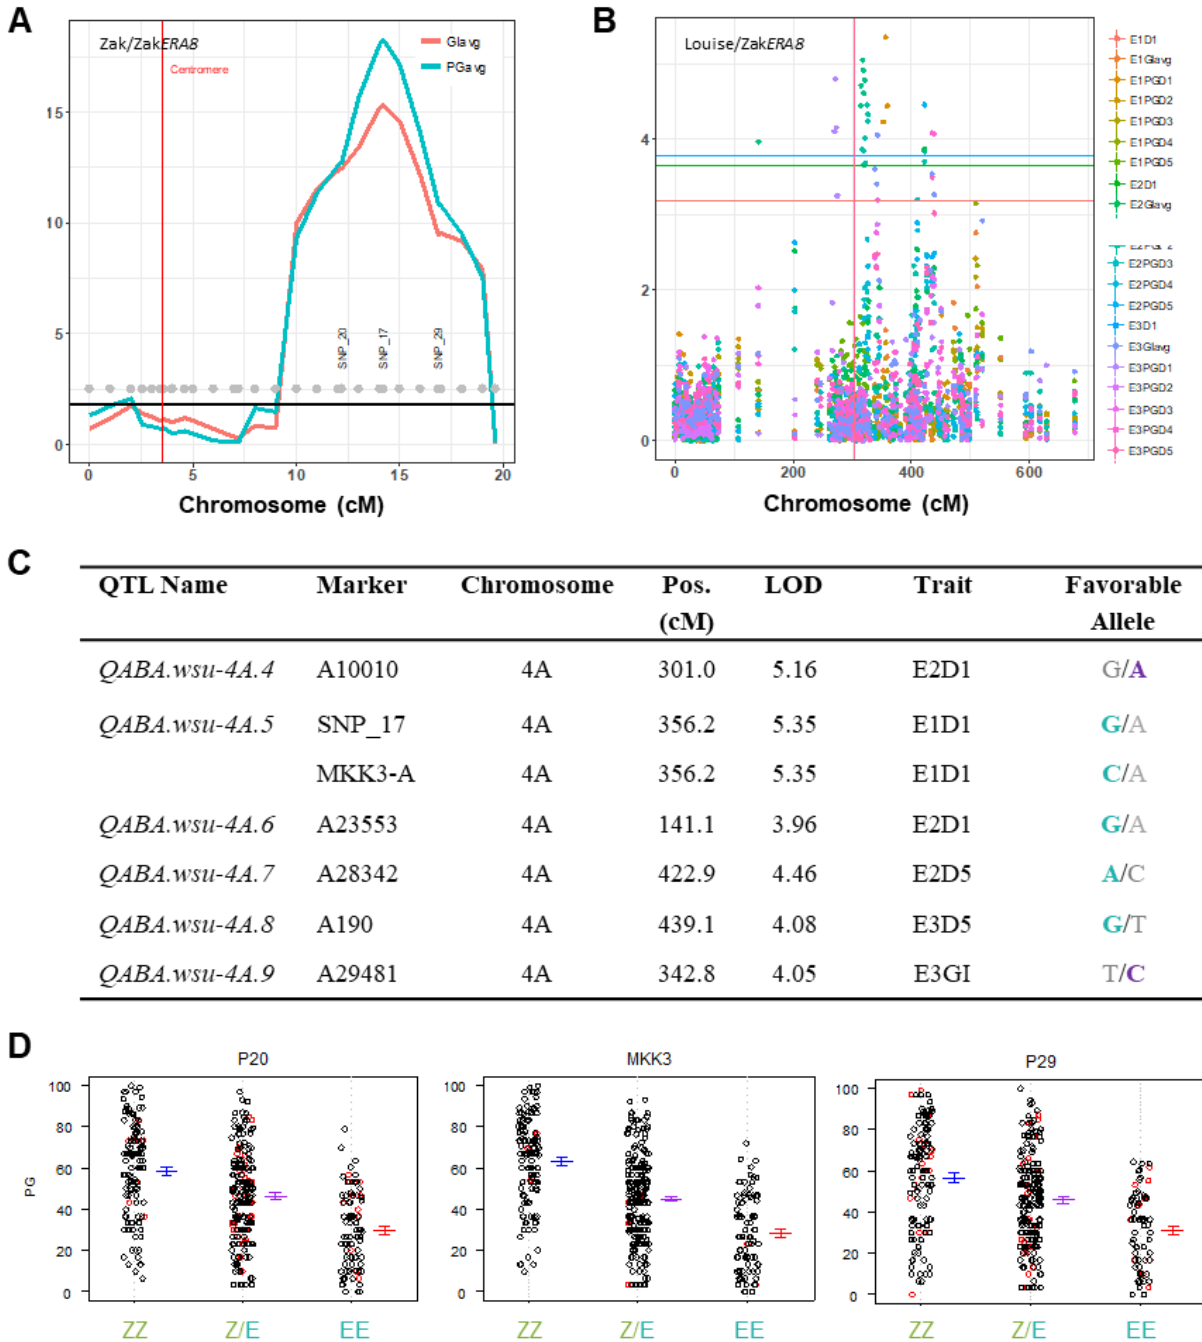 A
Zak/ZakERA8
Centromere
GIavg
PGavg
15
10
5
0
SNP_20
SNP_17
SNP_29
0
5
10
15
20
Chromosome (cM)
B
Louise/ZakERA8
4
2
0
0
200
400
600
Chromosome (cM)
E1D1
E1GIavg
E1PGD1
E1PGD2
E1PGD3
E1PGD4
E1PGD5
E2D1
E2GIavg
E2PGD3
E2PGD4
E2PGD5
E3D1
E3GIavg
E3PGD1
E3PGD2
E3PGD3
E3PGD4
E3PGD5
C
QTL Name Marker Chromosome Pos. (cM) LOD Trait Favorable Allele
QABA.wsu-4A.4 A10010 4A 301.0 5.16 E2D1 G/A
QABA.wsu-4A.5 SNP_17 4A 356.2 5.35 E1D1 G/A
MKK3-A 4A 356.2 5.35 E1D1 C/A
QABA.wsu-4A.6 A23553 4A 141.1 3.96 E2D1 G/A
QABA.wsu-4A.7 A28342 4A 422.9 4.46 E2D5 A/C
QABA.wsu-4A.8 A190 4A 439.1 4.08 E3D5 G/T
QABA.wsu-4A.9 A29481 4A 342.8 4.05 E3GI T/C
D
P20
PG
100
80
60
40
20
0
ZZ Z/E EE
MKK3
100
80
60
40
20
0
ZZ Z/E EE
P29
100
80
60
40
20
0
ZZ Z/E EE